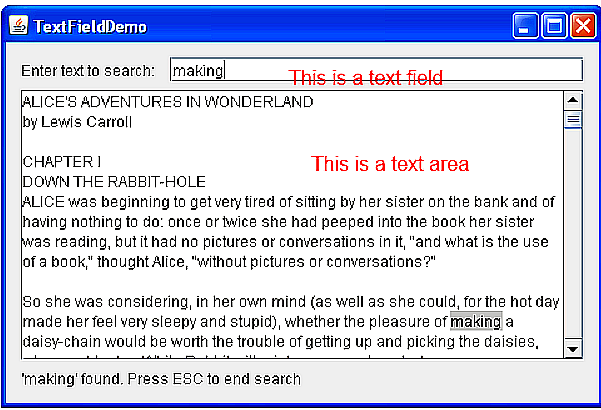 TextFieldDemo
Enter text to search: making
This is a text field
ALICE'S ADVENTURES IN WONDERLAND
by Lewis Carroll
This is a text area
CHAPTER I
DOWN THE RABBIT-HOLE
ALICE was beginning to get very tired of sitting by her sister on the bank and of
having nothing to do: once or twice she had peeped into the book her sister
was reading, but it had no pictures or conversations in it, "and what is the use
of a book," thought Alice, "without pictures or conversations?"
So she was considering, in her own mind (as well as she could, for the hot day
made her feel very sleepy and stupid), whether the pleasure of making a
daisy-chain would be worth the trouble of getting up and picking the daisies,
'making' found. Press ESC to end search